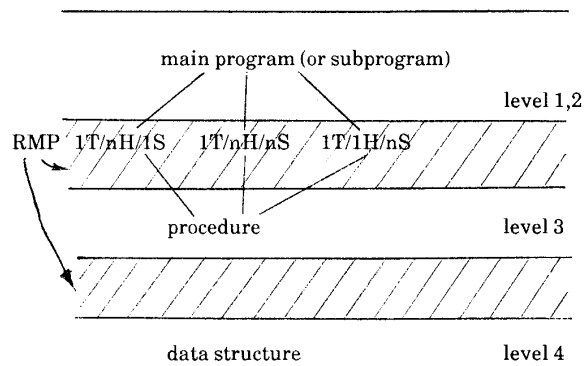 main program (or subprogram)
level 1,2
RMP 1T/nH/1S 1T/nH/nS 1T/1H/nS
procedure
level 3
data structure
level 4